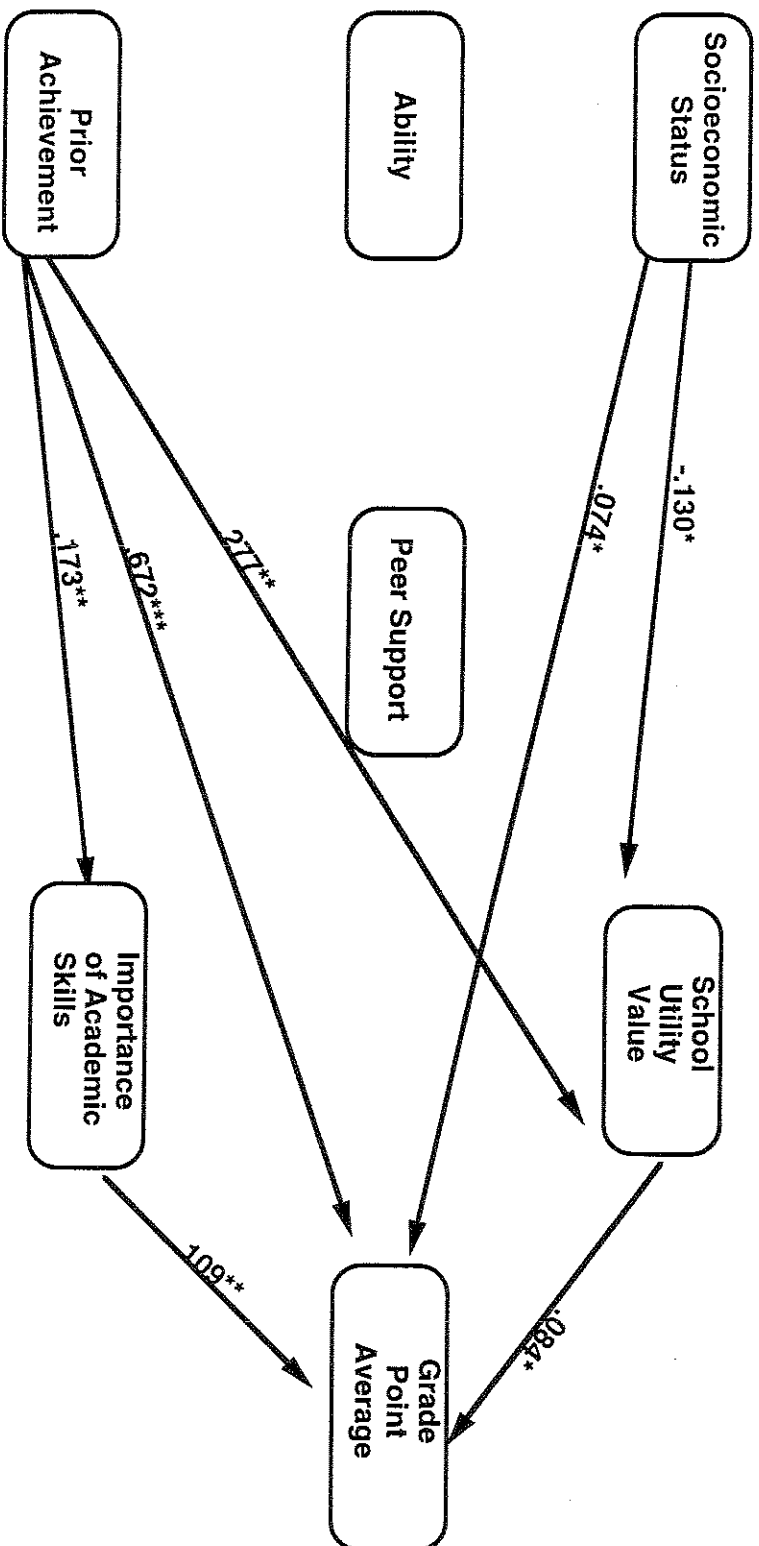 Socioeconomic
Status
-.130*
School
Utility
Value
.074*
.084*
Ability
Peer Support
Grade
Point
Average
.277**
.672***
109**
Prior
Achievement
.173**
Importance
of Academic
Skills